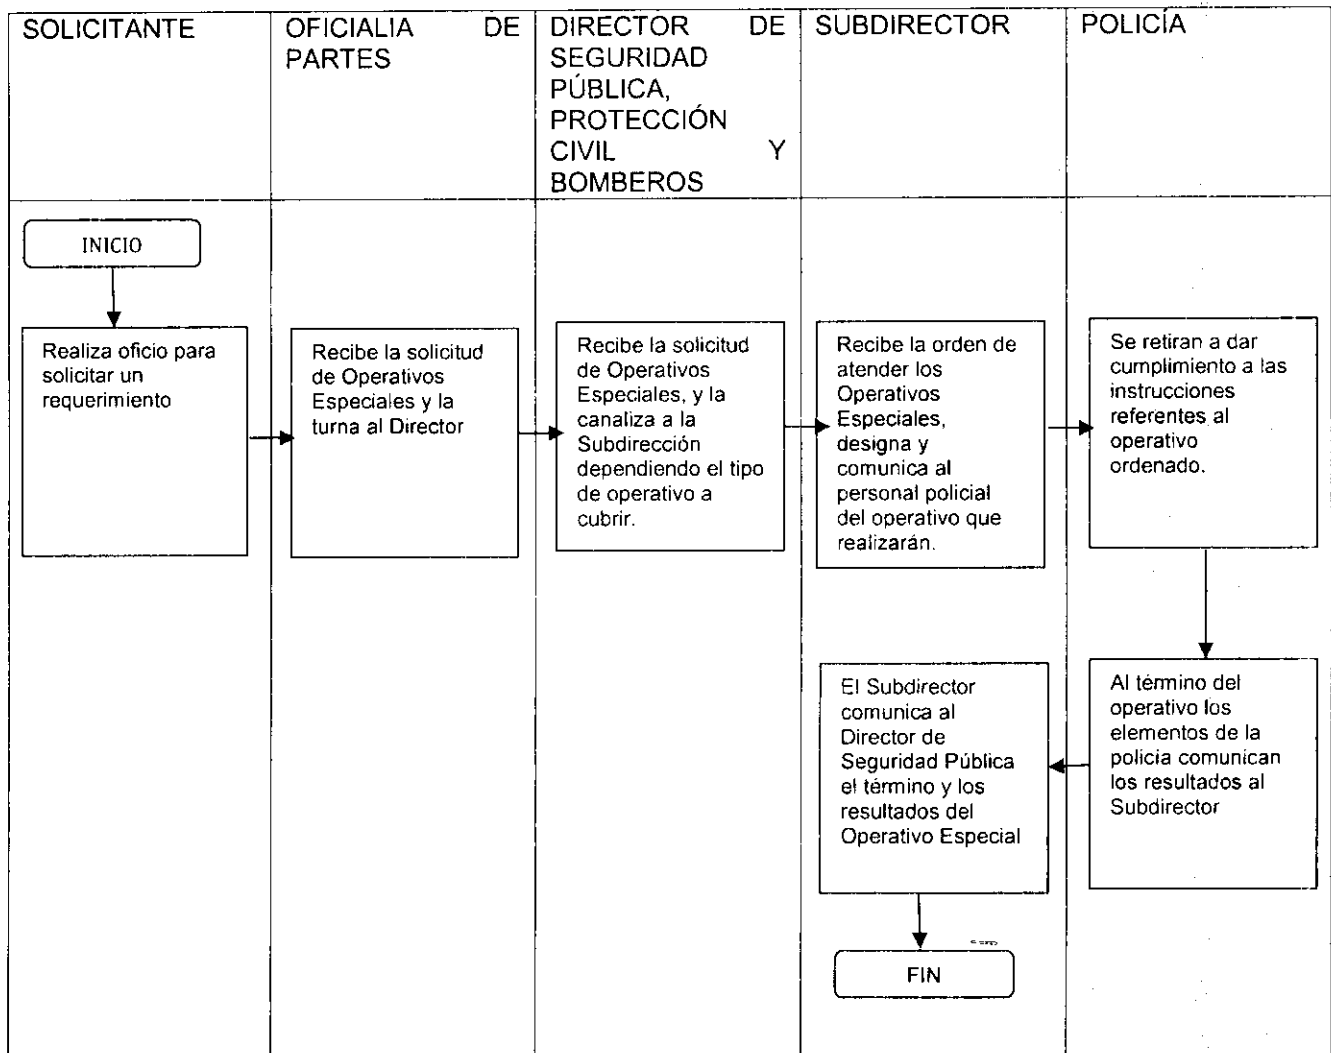 SOLICITANTE
OFICIALIA DE
PARTES
DIRECTOR DE
SEGURIDAD
PÚBLICA,
PROTECCIÓN
CIVIL Y
BOMBEROS
SUBDIRECTOR
POLICÍA
INICIO
Realiza oficio para
solicitar un
requerimiento
Recibe la solicitud
de Operativos
Especiales y la
turna al Director
Recibe la solicitud
de Operativos
Especiales, y la
canaliza a la
Subdirección
dependiendo el tipo
de operativo a
cubrir.
Recibe la orden de
atender los
Operativos
Especiales,
designa y
comunica al
personal policial
del operativo que
realizarán.
Se retiran a dar
cumplimiento a las
instrucciones
referentes al
operativo
ordenado.
Al término del
operativo los
elementos de la
policía comunican
los resultados al
Subdirector
El Subdirector
comunica al
Director de
Seguridad Pública
el término y los
resultados del
Operativo Especial
FIN